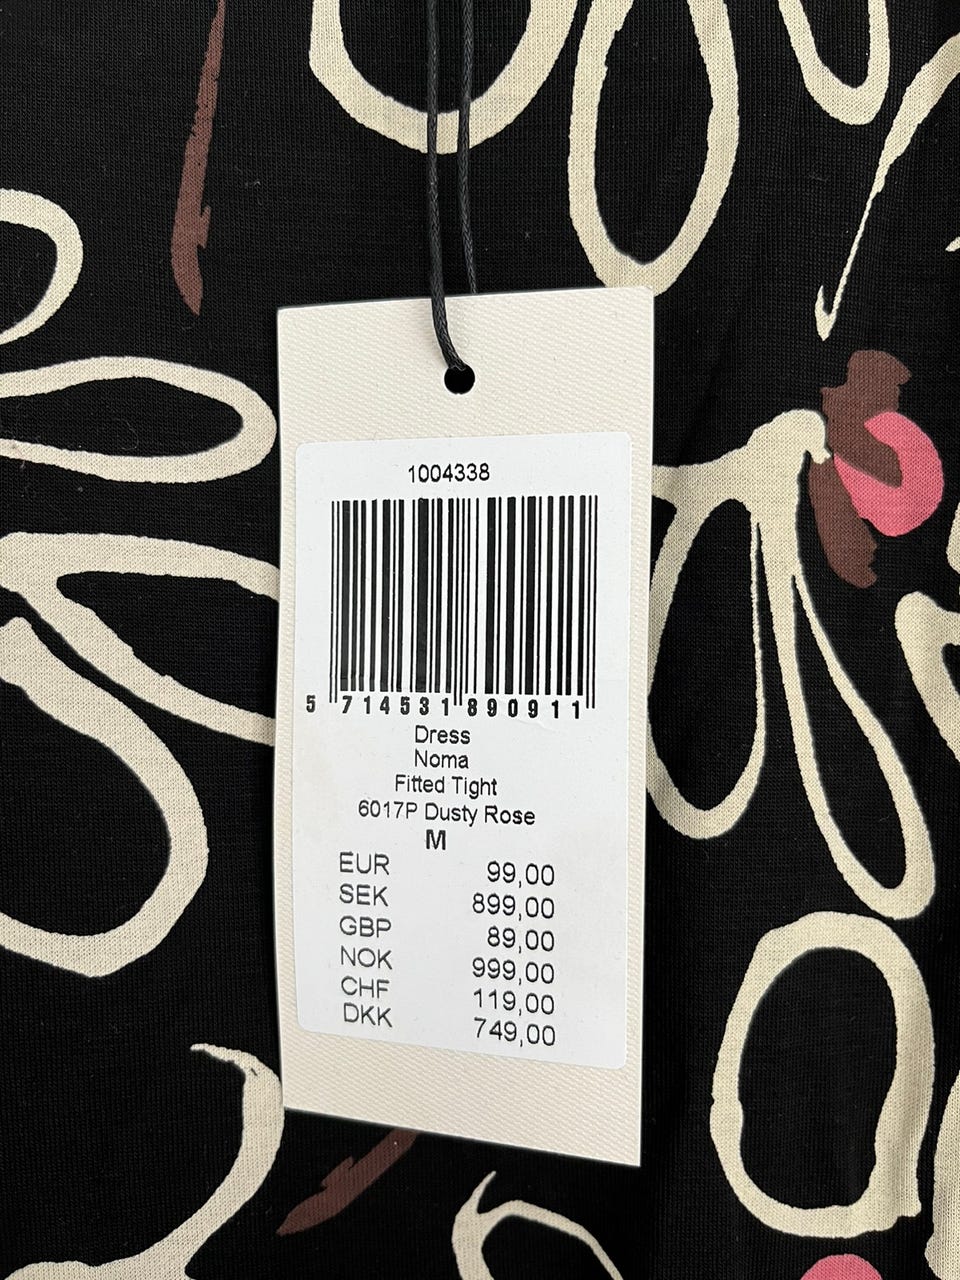 1004338
5 714531 890911
Dress
Noma
Fitted Tight
6017P Dusty Rose
M
EUR 99,00
SEK 899,00
GBP 89,00
NOK 999,00
CHF 119,00
DKK 749,00